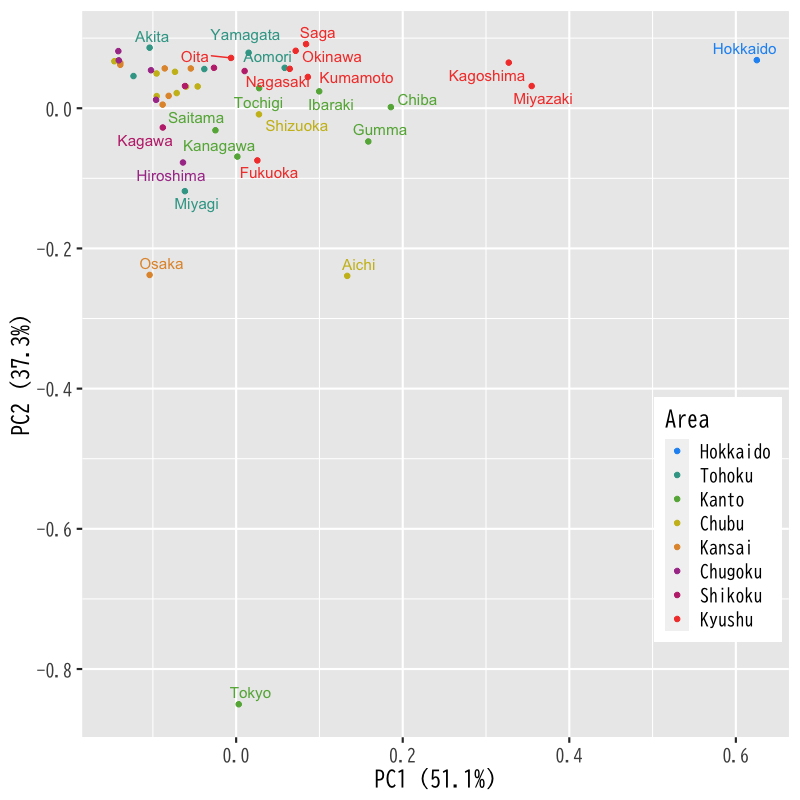 Saga
Yamagata
Akita
Hokkaido
Oita
Aomori
Okinawa
Kagoshima
Kumamoto
Nagasaki
Miyazaki
Chiba
Tochigi
Ibaraki
Saitama
Shizuoka
Gumma
Kagawa
Kanagawa
Hiroshima
Fukuoka
Miyagi
Osaka
Aichi
Tokyo
0.0
−0.2
−0.4
−0.6
−0.8
PC2 (37.3%)
0.0 0.2 0.4 0.6
PC1 (51.1%)
Area
Hokkaido
Tohoku
Kanto
Chubu
Kansai
Chugoku
Shikoku
Kyushu